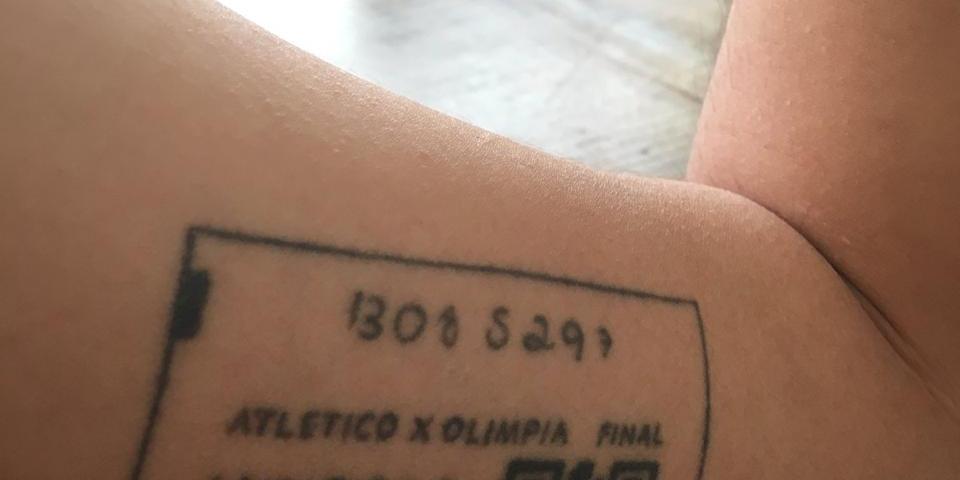 1308 5297
ATLETICO X OLIMPIA FINAL